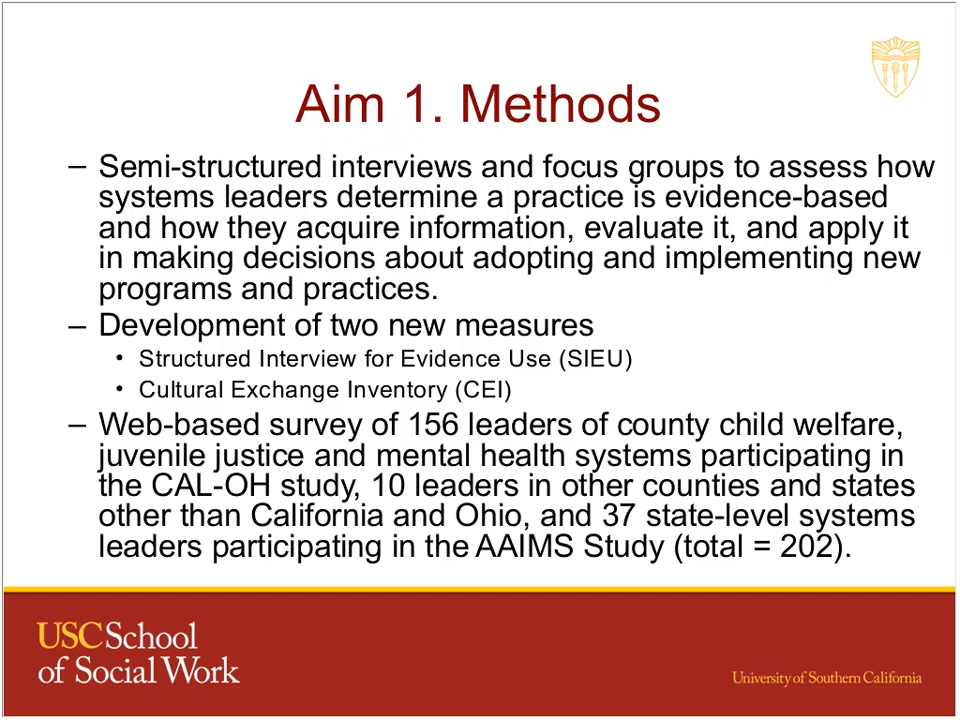 Aim 1. Methods
– Semi-structured interviews and focus groups to assess how
systems leaders determine a practice is evidence-based
and how they acquire information, evaluate it, and apply it
in making decisions about adopting and implementing new
programs and practices.
– Development of two new measures
• Structured Interview for Evidence Use (SIEU)
• Cultural Exchange Inventory (CEI)
– Web-based survey of 156 leaders of county child welfare,
juvenile justice and mental health systems participating in
the CAL-OH study, 10 leaders in other counties and states
other than California and Ohio, and 37 state-level systems
leaders participating in the AAIMS Study (total = 202).
USC School
of Social Work
University of Southern California